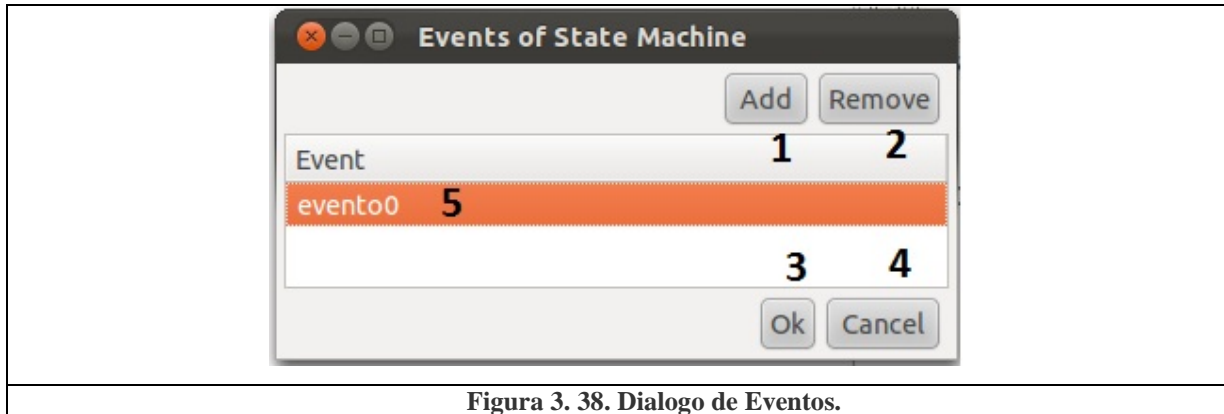 Events of State Machine
Add Remove
1 2
Event
evento0 5
3 4
Ok Cancel
Figura 3. 38. Dialogo de Eventos.